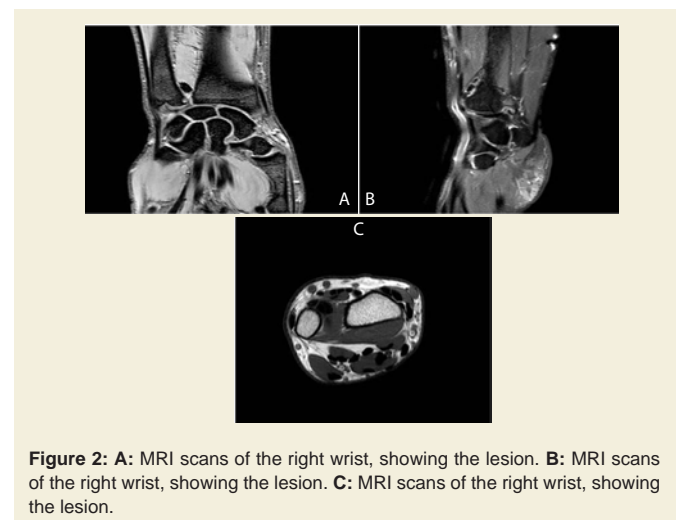 A B
C
Figure 2: A: MRI scans of the right wrist, showing the lesion. B: MRI scans
of the right wrist, showing the lesion. C: MRI scans of the right wrist, showing
the lesion.